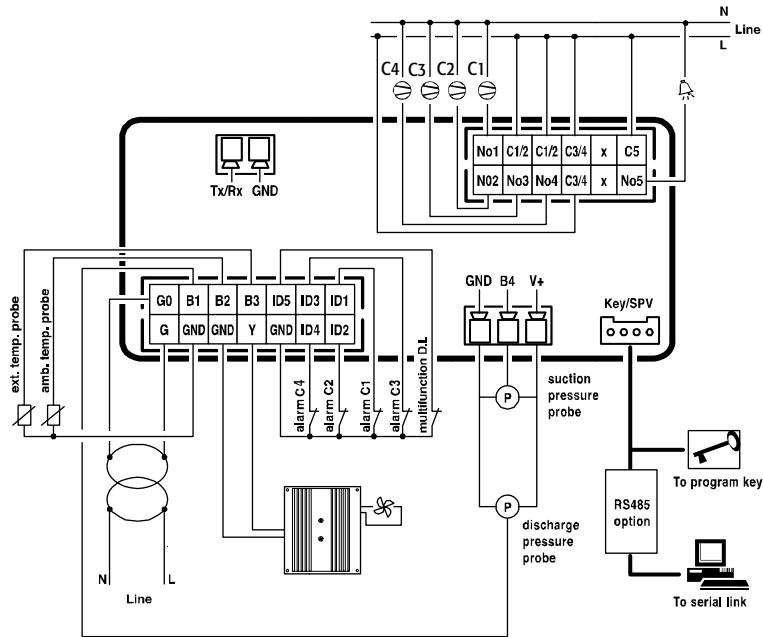 N
Line
L
C4 C3 C2 C1
No1 C1/2 C1/2 C3/4 x C5
N02 No3 No4 C3/4 x No5
Tx/Rx GND
G0 B1 B2 B3 ID5 ID3 ID1
G GND GND Y GND ID4 ID2
GND B4 V+
Key/SPV
ext. temp. probe
amb. temp. probe
alarm C4
alarm C2
alarm C1
alarm C3
multifunction D.I.
P
suction
pressure
probe
P
discharge
pressure
probe
To program key
RS485
option
To serial link
N L
Line